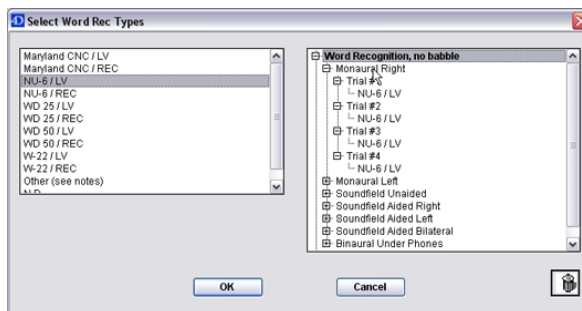 Select Word Rec Types
Maryland CNC / LV
Maryland CNC / REC
NU-6 / LV
NU-6 / REC
WD 25 / LV
WD 25 / REC
WD 50 / LV
WD 50 / REC
W-22 / LV
W-22 / REC
Other (see notes)
Word Recognition, no babble
Monaural Right
Trial
NU-6 / LV
Trial #2
NU-6 / LV
Trial #3
NU-6 / LV
Trial #4
NU-6 / LV
Monaural Left
Soundfield Unaided
Soundfield Aided Right
Soundfield Aided Left
Soundfield Aided Bilateral
Binaural Under Phones
OK
Cancel